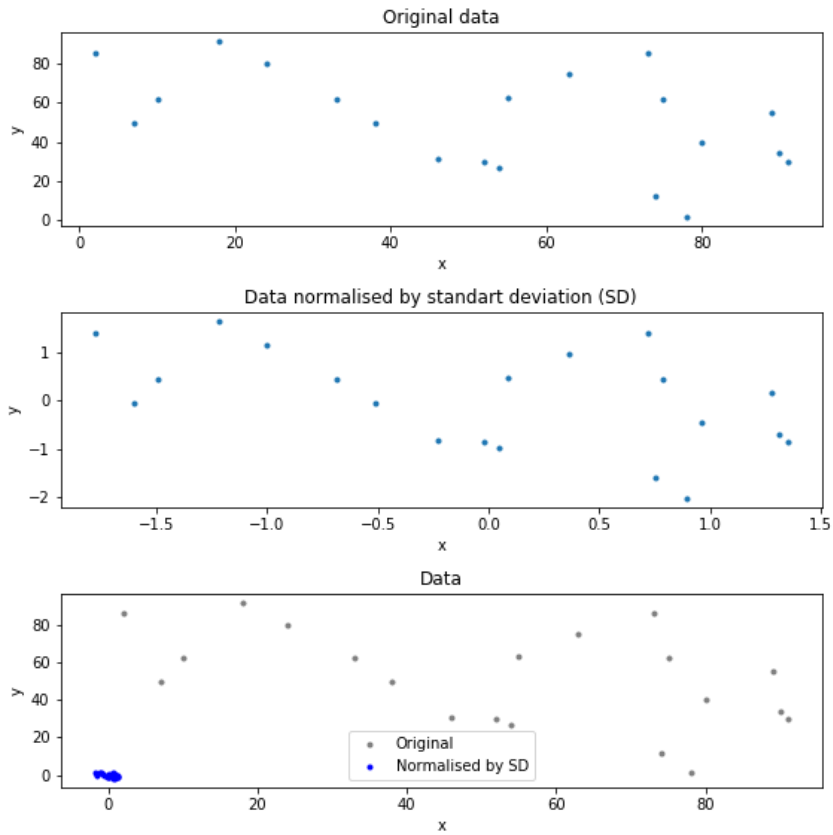 Original data
80
60
40
20
0
y
0 20 40 60 80
x
Data normalised by standart deviation (SD)
1
0
−1
−2
y
−1.5 −1.0 −0.5 0.0 0.5 1.0 1.5
x
Data
80
60
40
20
0
y
Original
Normalised by SD
0 20 40 60 80
x